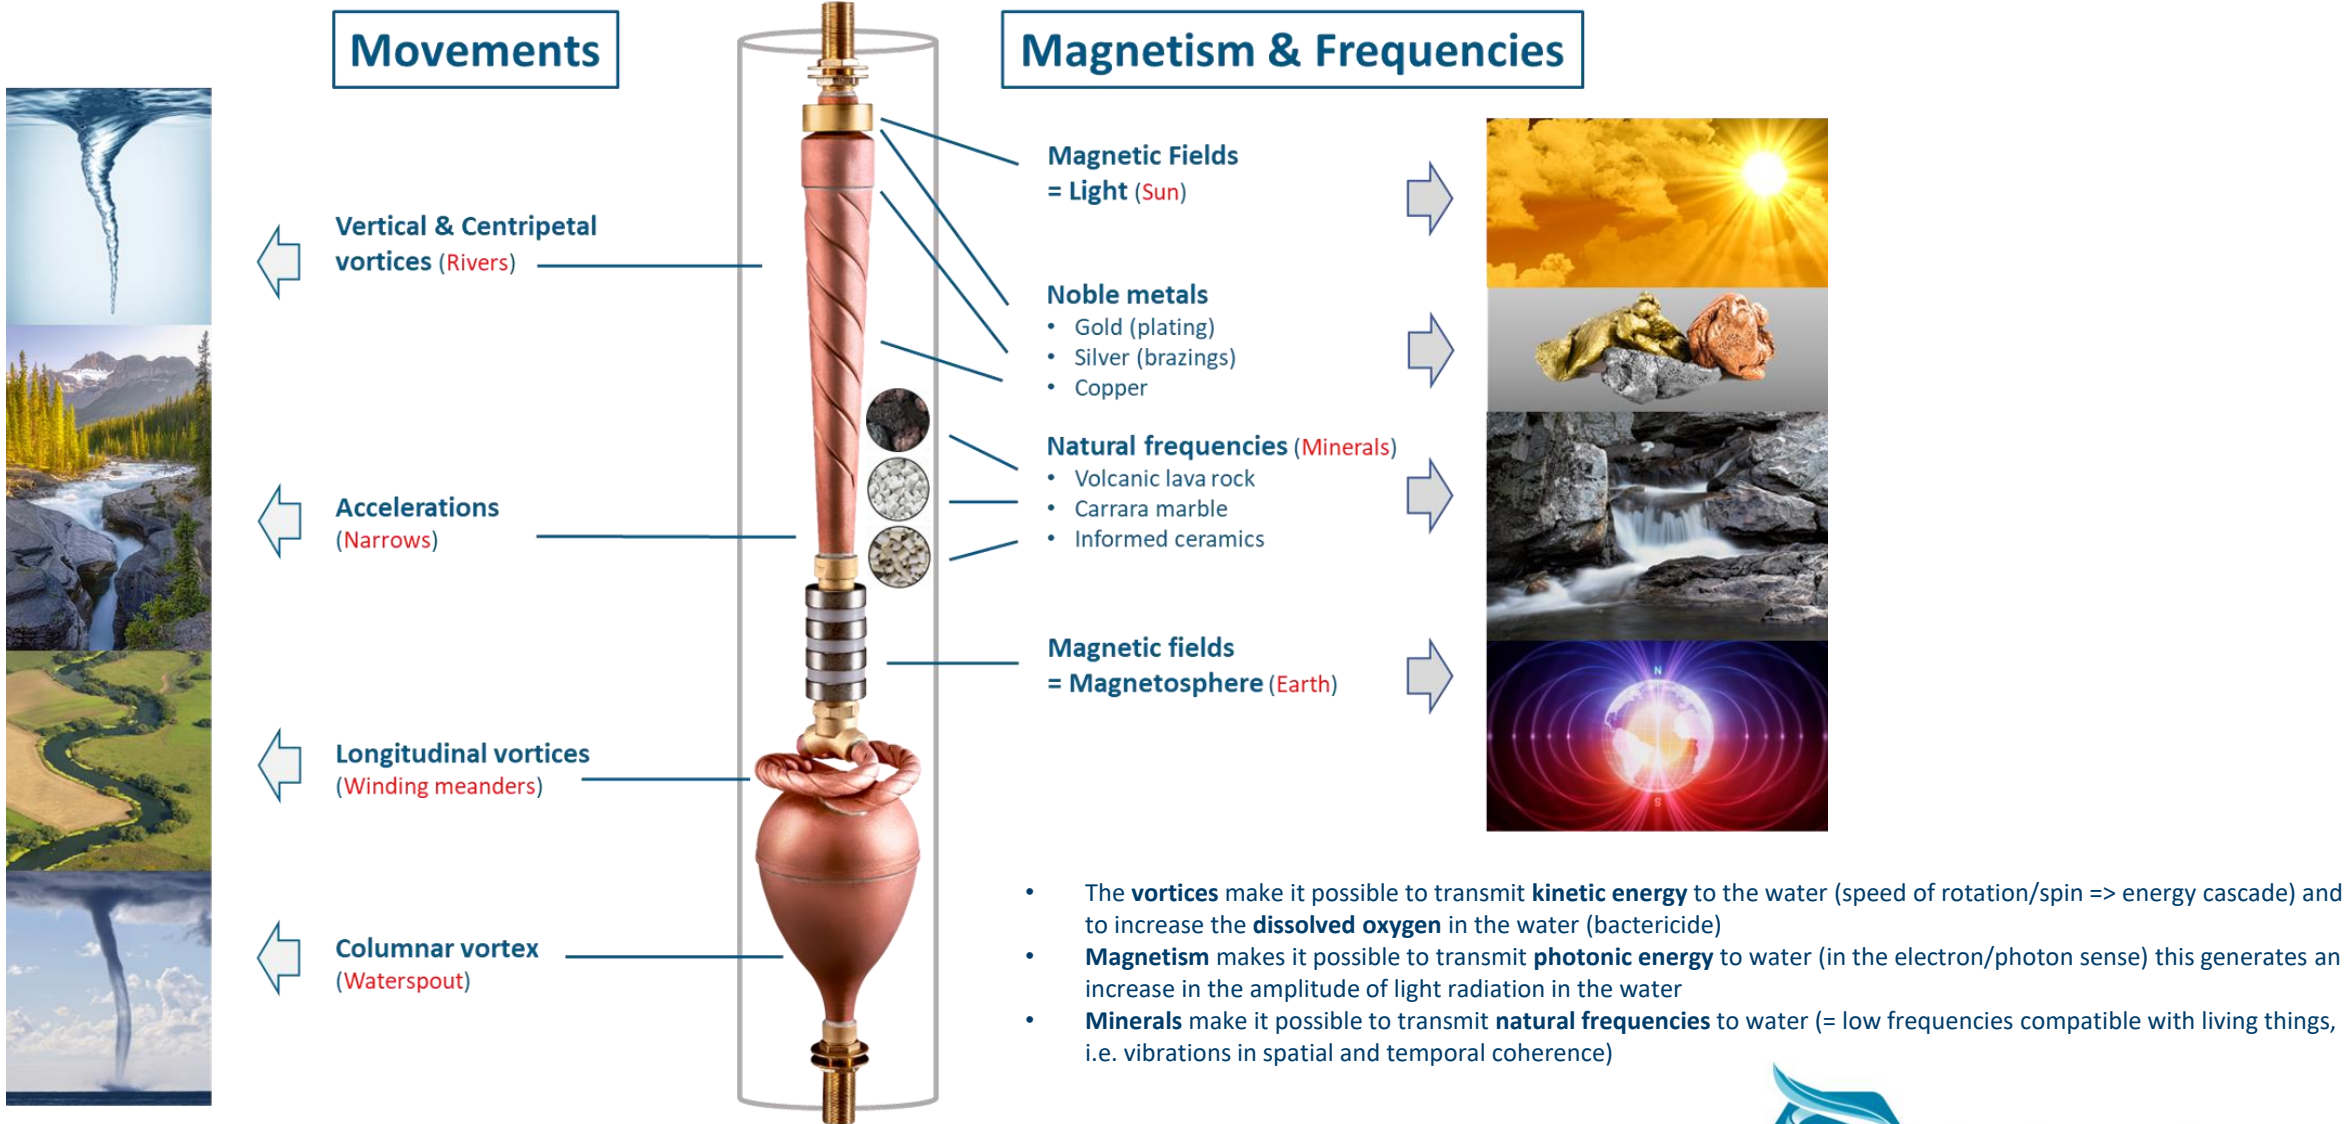 Movements
Vertical & Centripetal
vortices (Rivers)
Accelerations
(Narrows)
Longitudinal vortices
(Winding meanders)
Columnar vortex
(Waterspout)
Magnetism & Frequencies
Magnetic Fields
= Light (Sun)
Noble metals
• Gold (plating)
• Silver (brazings)
• Copper
Natural frequencies (Minerals)
• Volcanic lava rock
• Carrara marble
• Informed ceramics
Magnetic fields
= Magnetosphere (Earth)
N
S
• The vortices make it possible to transmit kinetic energy to the water (speed of rotation/spin => energy cascade) and
to increase the dissolved oxygen in the water (bactericide)
• Magnetism makes it possible to transmit photonic energy to water (in the electron/photon sense) this generates an
increase in the amplitude of light radiation in the water
• Minerals make it possible to transmit natural frequencies to water (= low frequencies compatible with living things,
i.e. vibrations in spatial and temporal coherence)